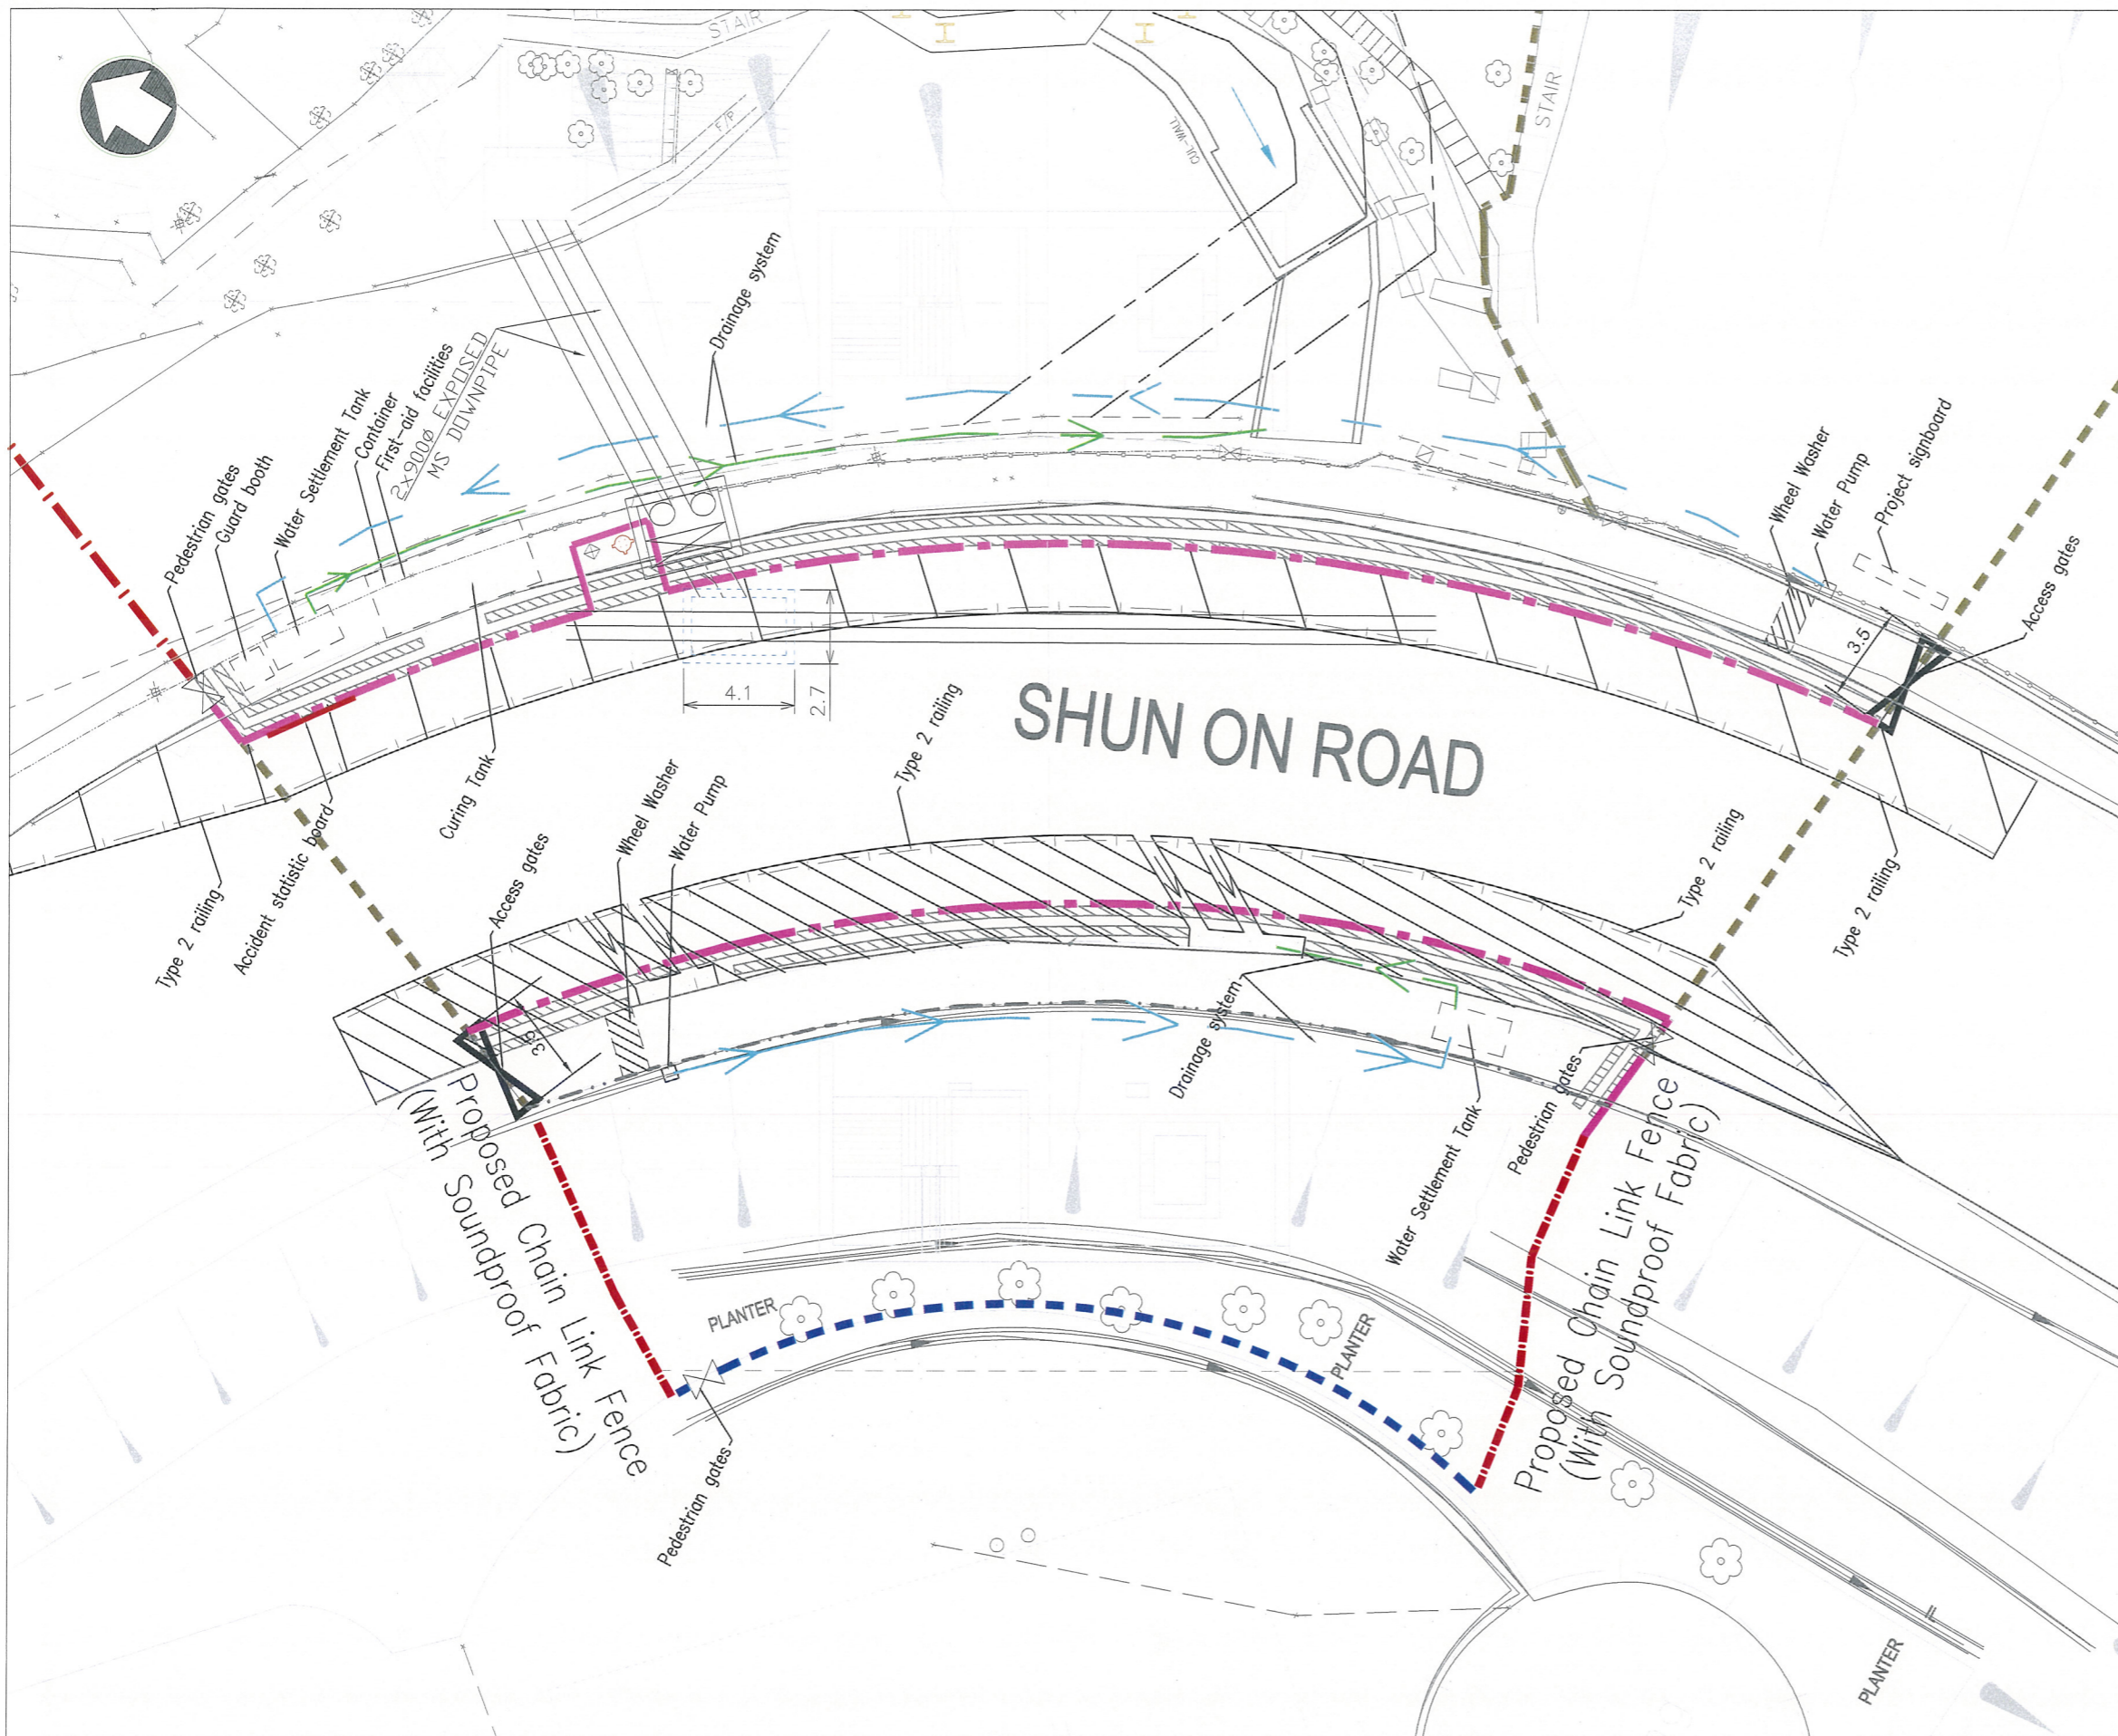 STAIR
F/P
CUL-WALL
STAIR
Drainage system
2x900ø EXPOSED
MS DOWNPIPE
First-aid facilities
Container
Water Settlement Tank
Guard booth
Pedestrian gates
Wheel Washer
Water Pump
Project signboard
Access gates
3.5
4.1
2.7
SHUN ON ROAD
Curing Tank
Accident statistic board
Type 2 railing
Access gates
Wheel Washer
Water Pump
Type 2 railing
Type 2 railing
Type 2 railing
3.5
Drainage system
Water Settlement Tank
Pedestrian gates
Proposed Chain Link Fence
(With Soundproof Fabric)
Proposed Chain Link Fence
(With Soundproof Fabric)
PLANTER
PLANTER
Pedestrian gates
PLANTER